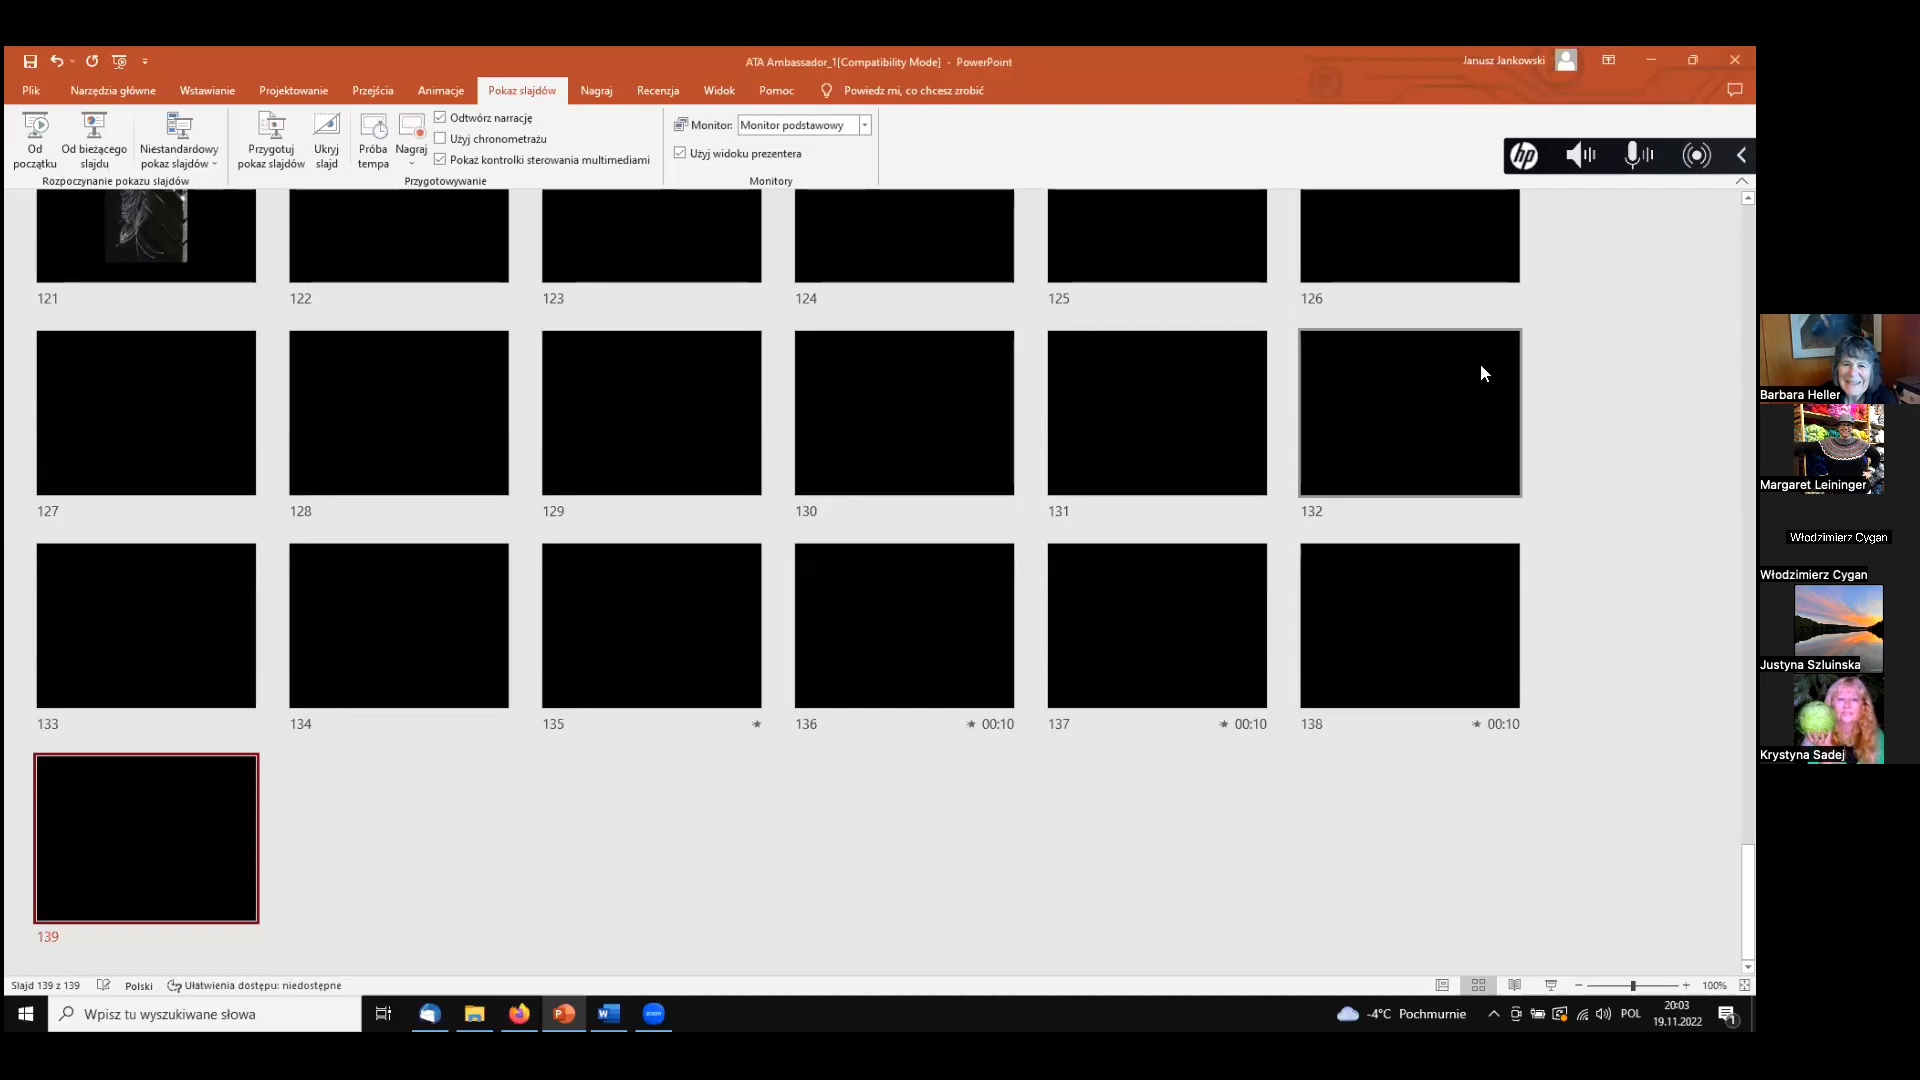 ATA Ambassador_1[Compatibility Mode] - PowerPoint
Janusz Jankowski
Plik Narzędzia główne Wstawianie Projektowanie Przejścia Animacje Pokaz slajdów Nagraj Recenzja Widok Pomoc Powiedz mi, co chcesz zrobić
Od początku
Od bieżącego slajdu
Niestandardowy pokaz slajdów
Rozpoczynanie pokazu slajdów
Przygotuj pokaz slajdów
Ukryj slajd
Próba tempa
Nagraj
Odtwórz narrację
Użyj chronometrażu
Pokaż kontrolki sterowania multimediami
Przygotowywanie
Monitor: Monitor podstawowy
Użyj widoku prezentera
Monitory
hp
121 122 123 124 125 126
127 128 129 130 131 132
133 134 135 136 00:10 137 00:10 138 00:10
139
Barbara Heller
Margaret Leininger
Włodzimierz Cygan
Włodzimierz Cygan
Justyna Szluinska
Krystyna Sadej
Slajd 139 z 139 Polski Ułatwienia dostępu: niedostępne 100%
Wpisz tu wyszukiwane słowa
zoom
-4°C Pochmurnie
POL
20:03
19.11.2022
1